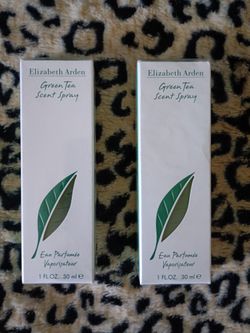 Elizabeth Arden
Green Tea
Scent Spray
Eau Parfumée
Vaporisateur
1 FL.OZ. 30 ml ℮
Elizabeth Arden
Green Tea
Scent Spray
Eau Parfumée
Vaporisateur
1 FL.OZ. 30 ml ℮